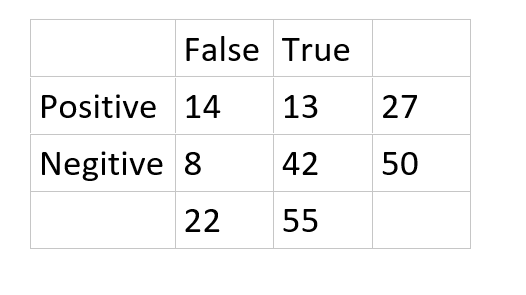 False True
Positive 14 13 27
Negitive 8 42 50
22 55